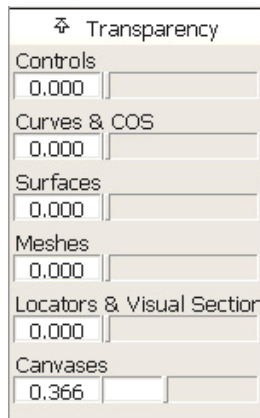 Transparency
Controls
0.000
Curves & COS
0.000
Surfaces
0.000
Meshes
0.000
Locators & Visual Section
0.000
Canvases
0.366